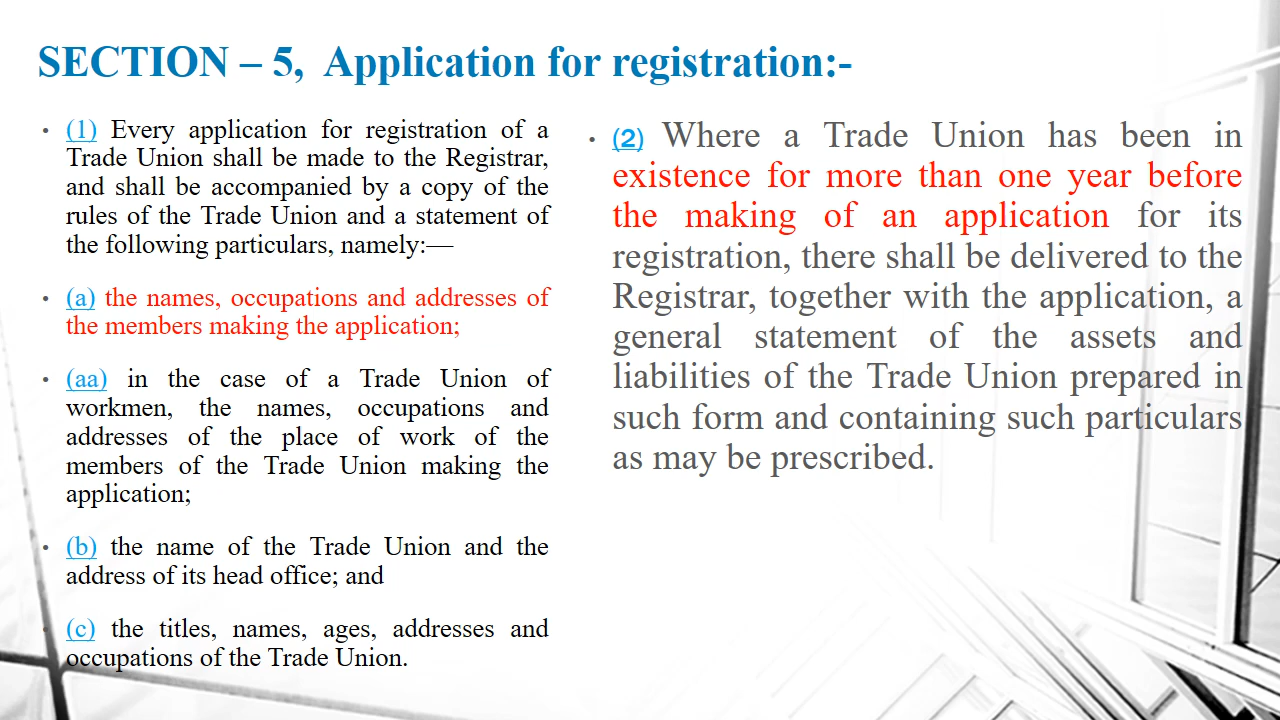 SECTION – 5, Application for registration:-
• (1) Every application for registration of a
Trade Union shall be made to the Registrar,
and shall be accompanied by a copy of the
rules of the Trade Union and a statement of
the following particulars, namely:—
• (a) the names, occupations and addresses of
the members making the application;
• (aa) in the case of a Trade Union of
workmen, the names, occupations and
addresses of the place of work of the
members of the Trade Union making the
application;
• (b) the name of the Trade Union and the
address of its head office; and
• (c) the titles, names, ages, addresses and
occupations of the Trade Union.
• (2) Where a Trade Union has been in
existence for more than one year before
the making of an application for its
registration, there shall be delivered to the
Registrar, together with the application, a
general statement of the assets and
liabilities of the Trade Union prepared in
such form and containing such particulars
as may be prescribed.